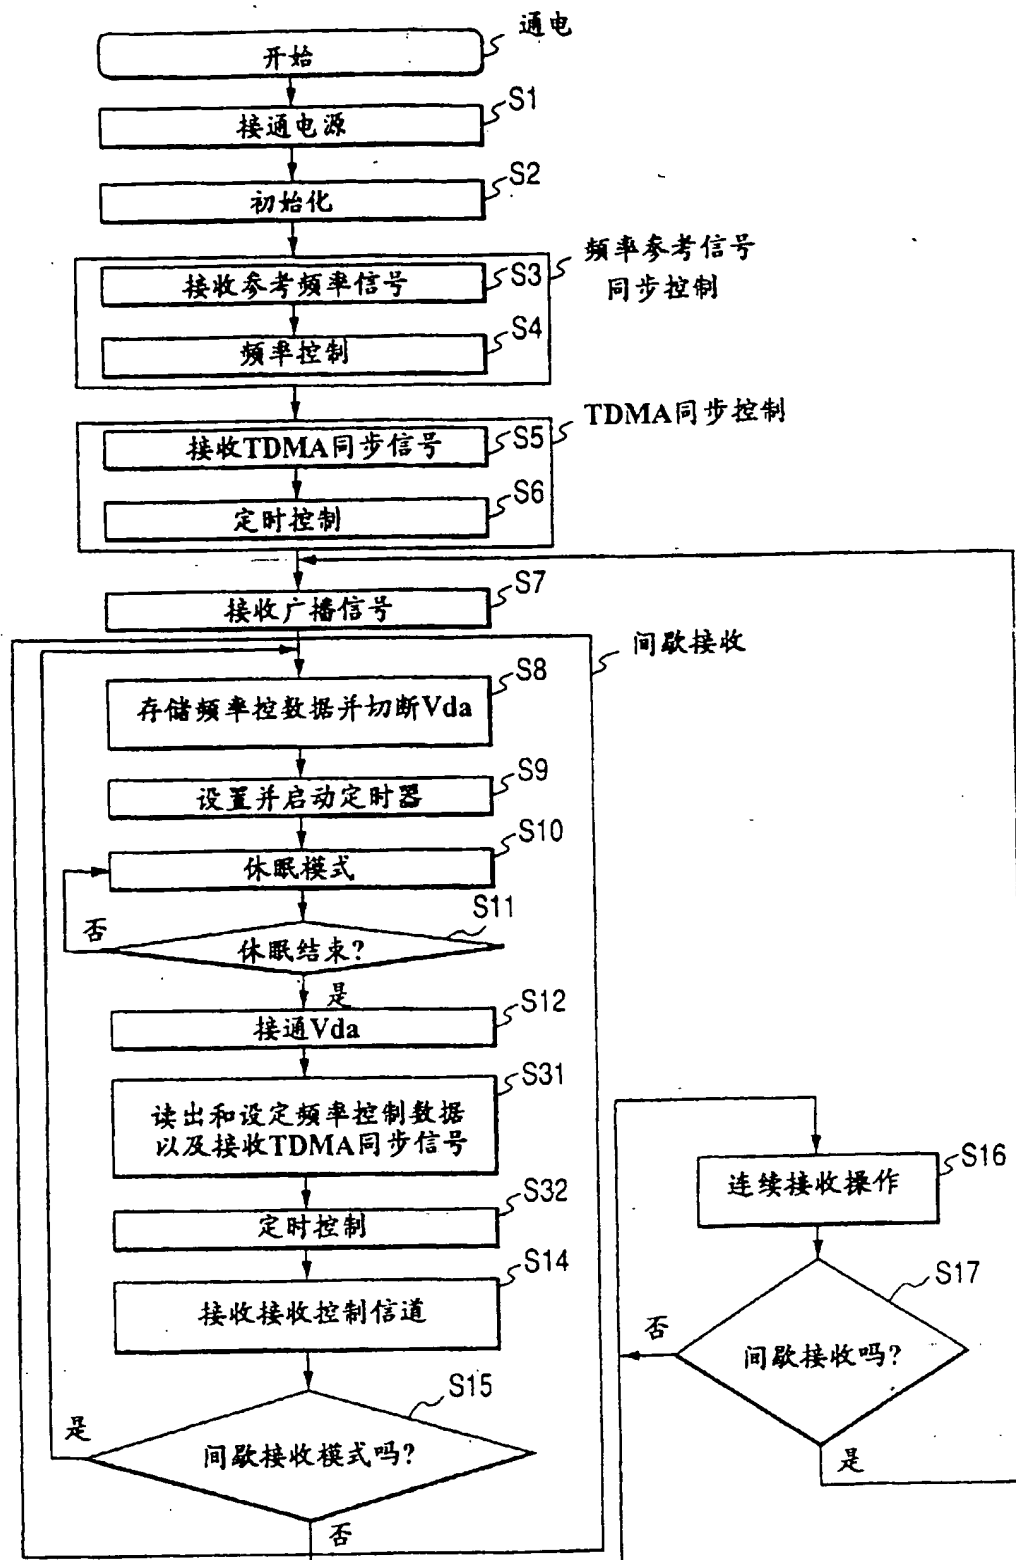 通电
开始
S1
接通电源
S2
初始化
频率参考信号
同步控制
S3
接收参考频率信号
S4
频率控制
TDMA同步控制
S5
接收TDMA同步信号
S6
定时控制
S7
接收广播信号
间歇接收
S8
存储频率控数据并切断Vda
S9
设置并启动定时器
S10
休眠模式
S11
否
休眠结束?
是
S12
接通Vda
S31
读出和设定频率控制数据
以及接收TDMA同步信号
S32
定时控制
S14
接收接收控制信道
S15
是
间歇接收模式吗?
否
S16
连续接收操作
S17
否
间歇接收吗?
是